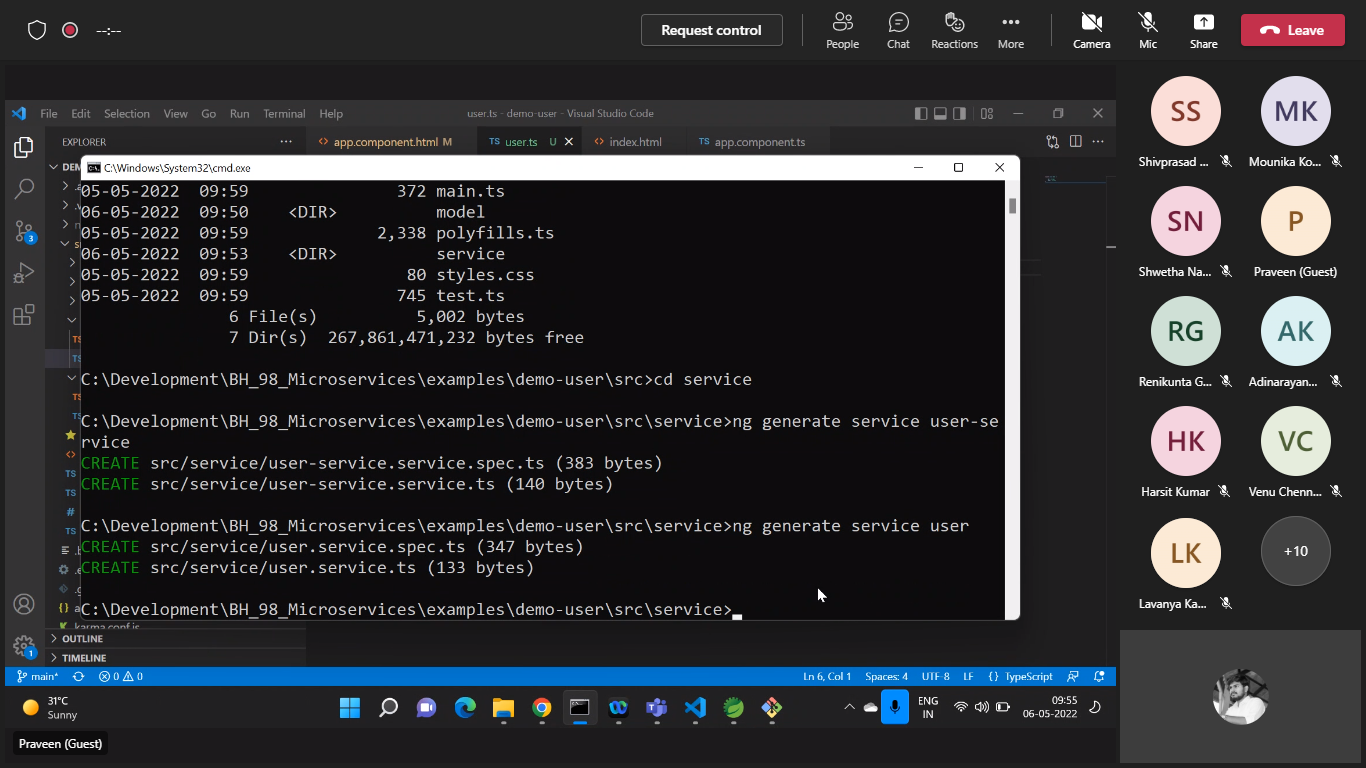 --:--
Request control
People
Chat
Reactions
More
Camera
Mic
Share
Leave
File Edit Selection View Go Run Terminal Help
user.ts - demo-user - Visual Studio Code
EXPLORER
app.component.html M
TS user.ts U
index.html
TS app.component.ts
C:\Windows\System32\cmd.exe
05-05-2022 09:59 372 main.ts
06-05-2022 09:50 <DIR> model
05-05-2022 09:59 2,338 polyfills.ts
06-05-2022 09:53 <DIR> service
05-05-2022 09:59 80 styles.css
05-05-2022 09:59 745 test.ts
6 File(s) 5,002 bytes
7 Dir(s) 267,861,471,232 bytes free
C:\Development\BH_98_Microservices\examples\demo-user\src>cd service
C:\Development\BH_98_Microservices\examples\demo-user\src\service>ng generate service user-se
rvice
CREATE src/service/user-service.service.spec.ts (383 bytes)
CREATE src/service/user-service.service.ts (140 bytes)
C:\Development\BH_98_Microservices\examples\demo-user\src\service>ng generate service user
CREATE src/service/user.service.spec.ts (347 bytes)
CREATE src/service/user.service.ts (133 bytes)
C:\Development\BH_98_Microservices\examples\demo-user\src\service>
karma.conf.js
OUTLINE
TIMELINE
3
1
main*
0 0
Ln 6, Col 1 Spaces: 4 UTF-8 LF {} TypeScript
31°C
Sunny
ENG
IN
09:55
06-05-2022
Praveen (Guest)
SS
Shivprasad ...
MK
Mounika Ko...
SN
Shwetha Na...
P
Praveen (Guest)
RG
Renikunta G...
AK
Adinarayan...
HK
Harsit Kumar
VC
Venu Chenn...
LK
Lavanya Ka...
+10